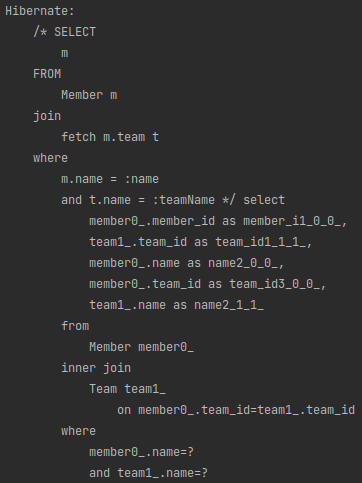 Hibernate:
    /* SELECT
        m
    FROM
        Member m
    join
        fetch m.team t
    where
        m.name = :name
        and t.name = :teamName */ select
            member0_.member_id as member_i1_0_0_,
            team1_.team_id as team_id1_1_1_,
            member0_.name as name2_0_0_,
            member0_.team_id as team_id3_0_0_,
            team1_.name as name2_1_1_
        from
            Member member0_
        inner join
            Team team1_
                on member0_.team_id=team1_.team_id
        where
            member0_.name=?
            and team1_.name=?